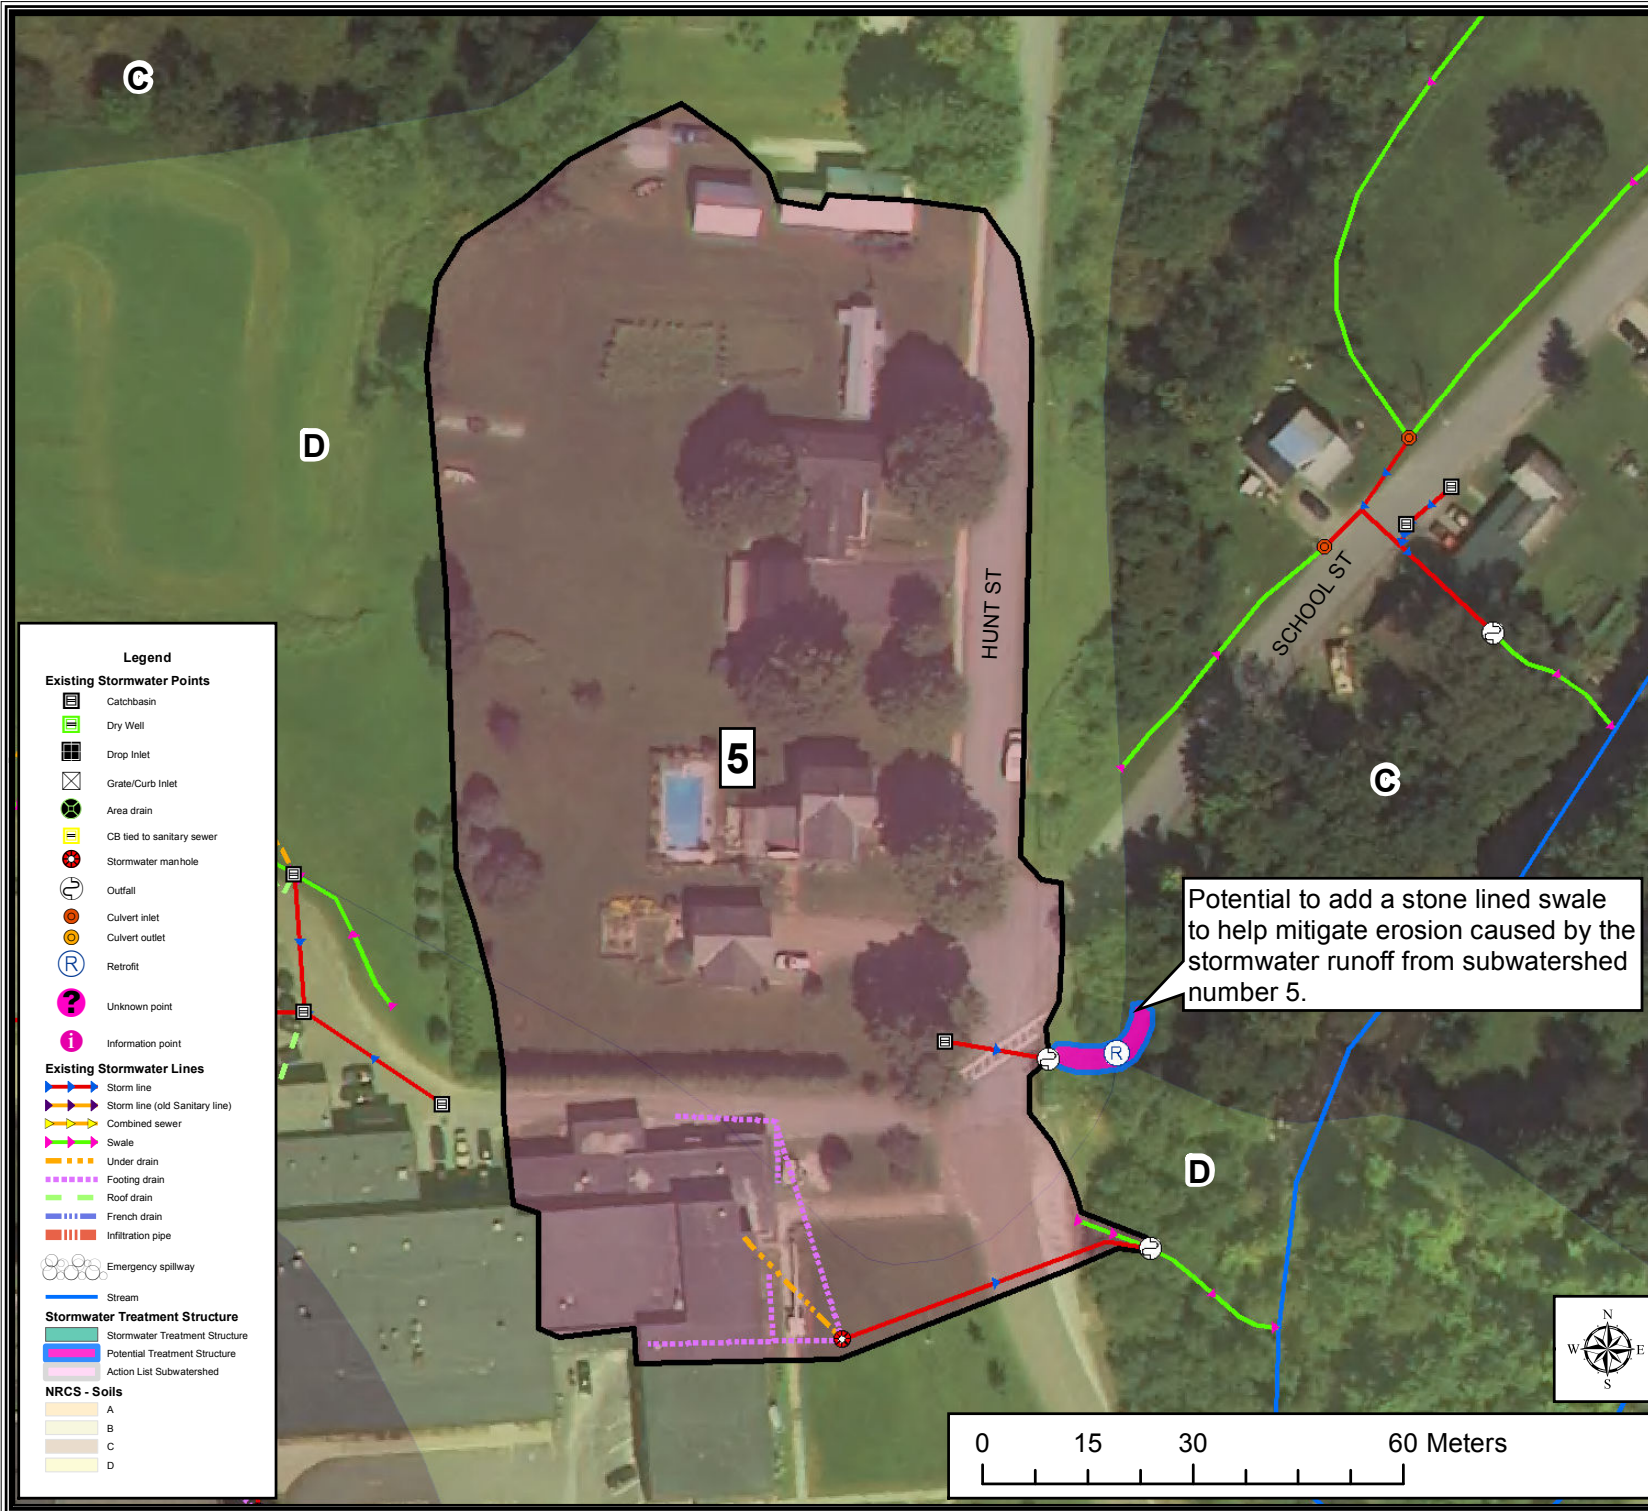 C
D
HUNT ST
SCHOOL ST
5
C
Potential to add a stone lined swale
to help mitigate erosion caused by the
stormwater runoff from subwatershed
number 5.
R
D
Legend
Existing Stormwater Points
Catchbasin
Dry Well
Drop Inlet
Grate/Curb Inlet
Area drain
CB tied to sanitary sewer
Stormwater manhole
Outfall
Culvert inlet
Culvert outlet
R Retrofit
? Unknown point
i Information point
Existing Stormwater Lines
Storm line
Storm line (old Sanitary line)
Combined sewer
Swale
Under drain
Footing drain
Roof drain
French drain
Infiltration pipe
Emergency spillway
Stream
Stormwater Treatment Structure
Stormwater Treatment Structure
Potential Treatment Structure
Action List Subwatershed
NRCS - Soils
A
B
C
D
N
W E
S
0 15 30 60 Meters